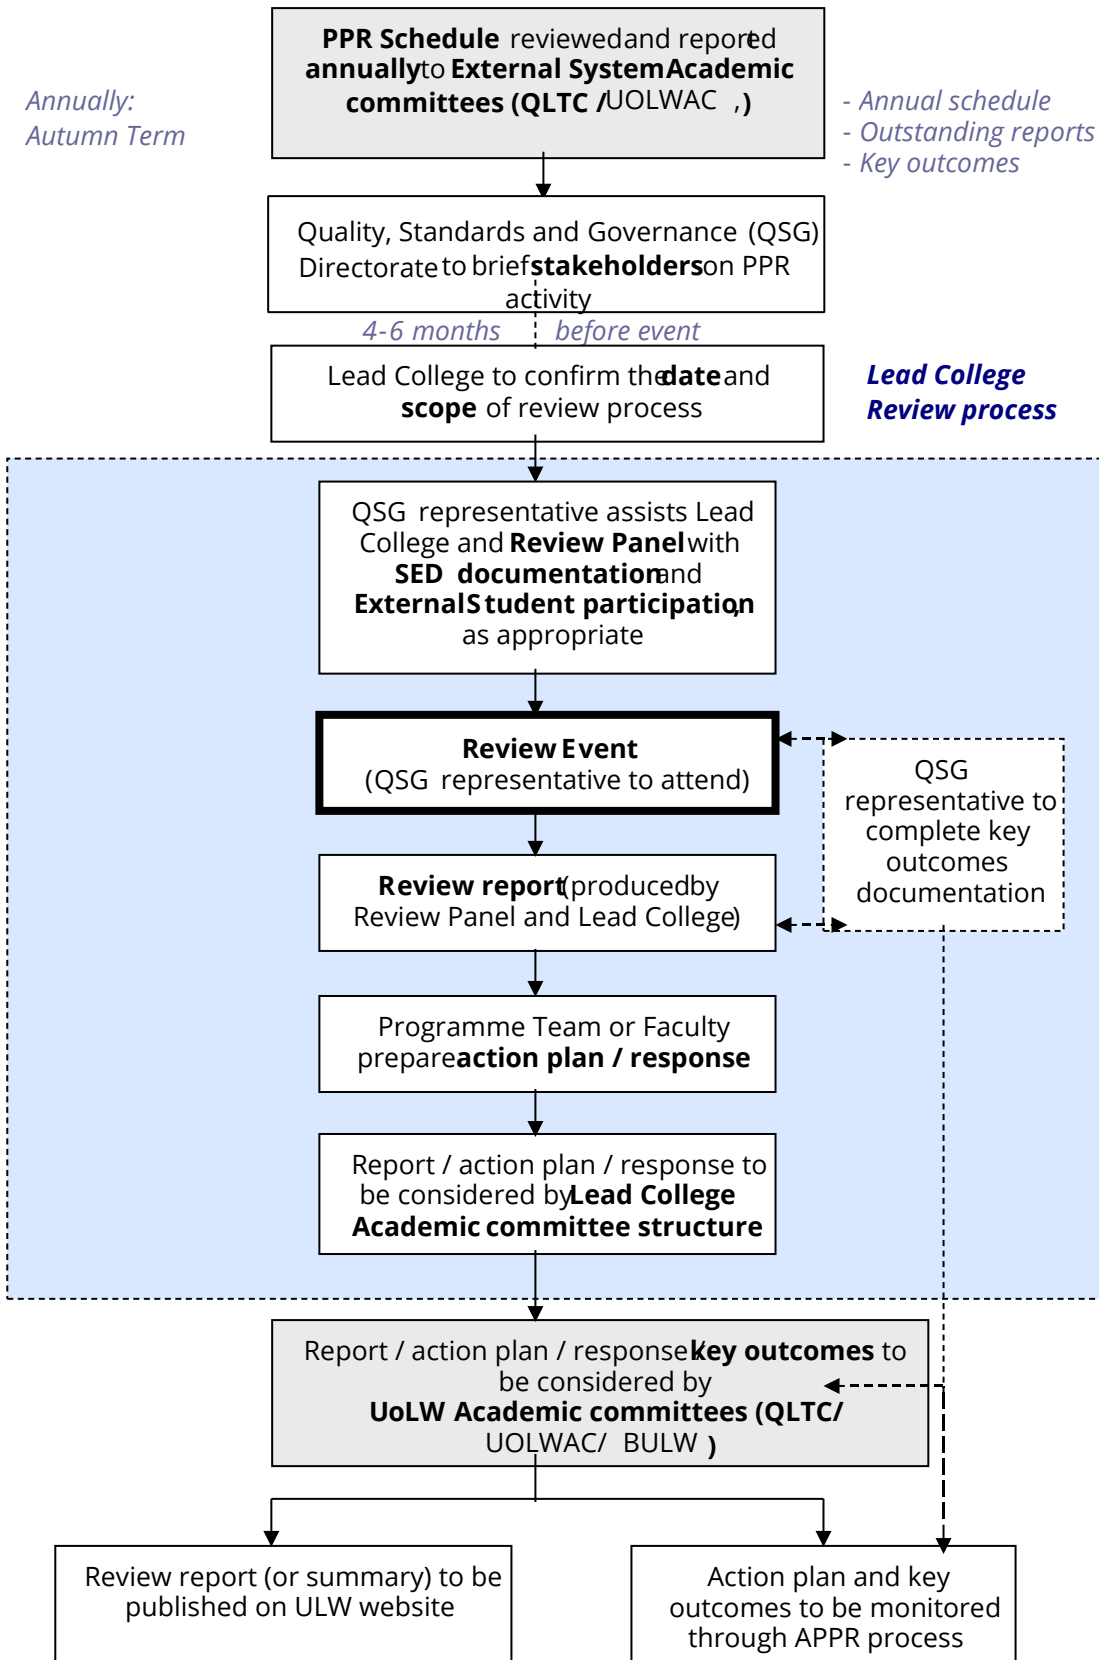 PPR Schedule reviewed and reported
annually to External System Academic
committees (QLTC / UOLWAC , )
Annually:
Autumn Term
- Annual schedule
- Outstanding reports
- Key outcomes
Quality, Standards and Governance (QSG)
Directorate to brief stakeholders on PPR
activity
4-6 months before event
Lead College to confirm the date and
scope of review process
Lead College
Review process
QSG representative assists Lead
College and Review Panel with
SED documentation and
External Student participation,
as appropriate
Review Event
(QSG representative to attend)
QSG
representative to
complete key
outcomes
documentation
Review report (produced by
Review Panel and Lead College)
Programme Team or Faculty
prepare action plan / response
Report / action plan / response to
be considered by Lead College
Academic committee structure
Report / action plan / response / key outcomes to
be considered by
UoLW Academic committees (QLTC/
UOLWAC/ BULW )
Review report (or summary) to be
published on ULW website
Action plan and key
outcomes to be monitored
through APPR process